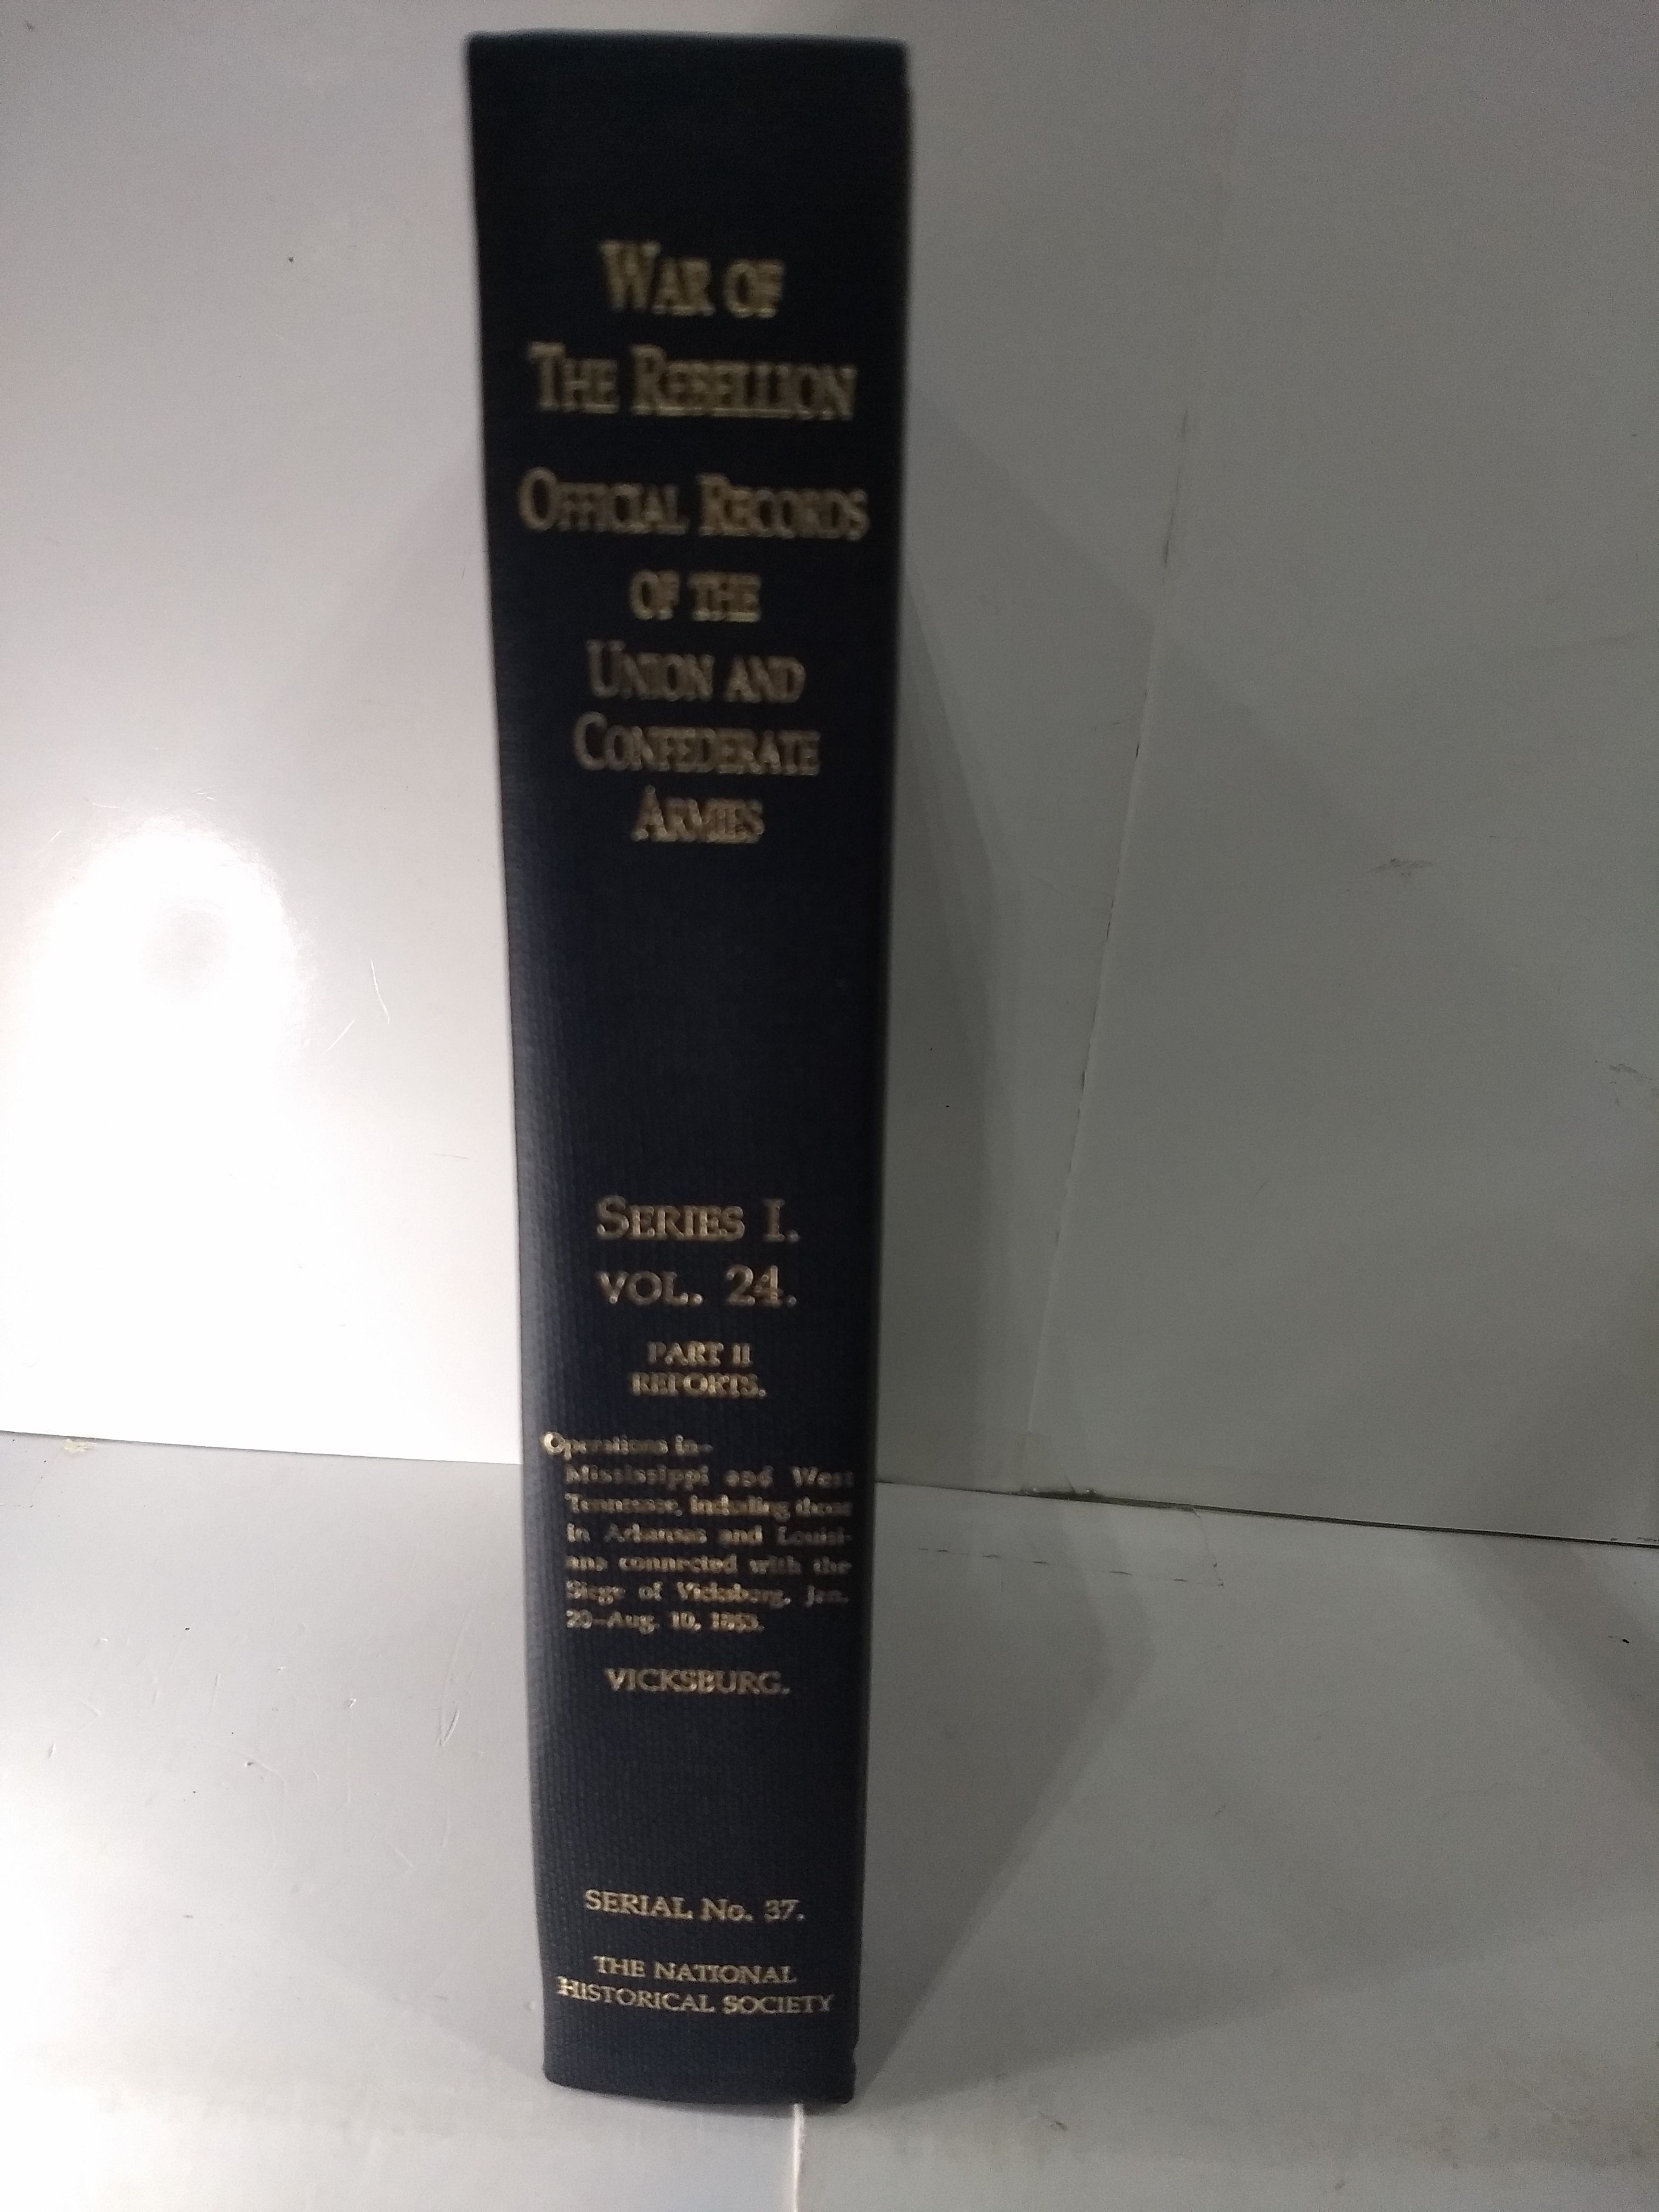 WAR OF
THE REBELLION
OFFICIAL RECORDS
OF THE
UNION AND
CONFEDERATE
ARMIES
SERIES I.
VOL. 24.
PART II
REPORTS.
Operations in–
Mississippi and West
Tennessee, including those
in Arkansas and Louisi-
ana connected with the
Siege of Vicksburg, Jan.
20–Aug. 10, 1863.
VICKSBURG.
SERIAL No. 37.
THE NATIONAL
HISTORICAL SOCIETY